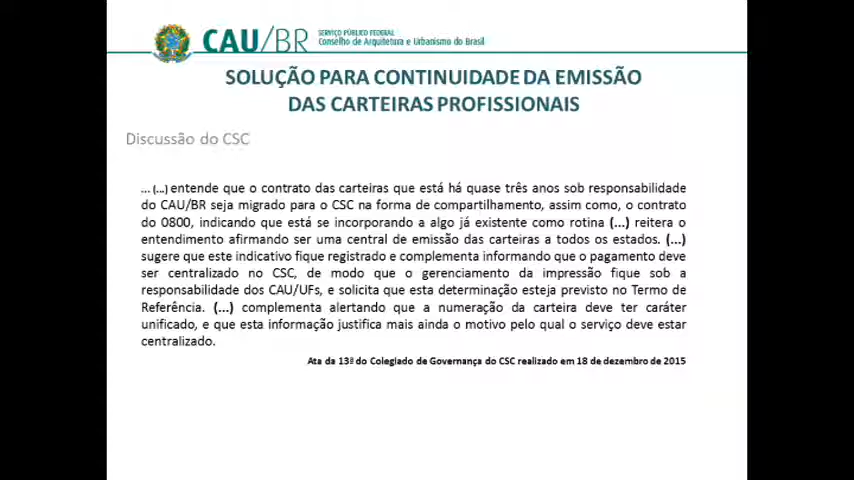 CAU/BR
SERVIÇO PÚBLICO FEDERAL
Conselho de Arquitetura e Urbanismo do Brasil
SOLUÇÃO PARA CONTINUIDADE DA EMISSÃO
DAS CARTEIRAS PROFISSIONAIS
Discussão do CSC
... (...) entende que o contrato das carteiras que está há quase três anos sob responsabilidade
do CAU/BR seja migrado para o CSC na forma de compartilhamento, assim como, o contrato
do 0800, indicando que está se incorporando a algo já existente como rotina (...) reitera o
entendimento afirmando ser uma central de emissão das carteiras a todos os estados. (...)
sugere que este indicativo fique registrado e complementa informando que o pagamento deve
ser centralizado no CSC, de modo que o gerenciamento da impressão fique sob a
responsabilidade dos CAU/UFs, e solicita que esta determinação esteja previsto no Termo de
Referência. (...) complementa alertando que a numeração da carteira deve ter caráter
unificado, e que esta informação justifica mais ainda o motivo pelo qual o serviço deve estar
centralizado.
Ata da 13ª do Colegiado de Governança do CSC realizado em 18 de dezembro de 2015